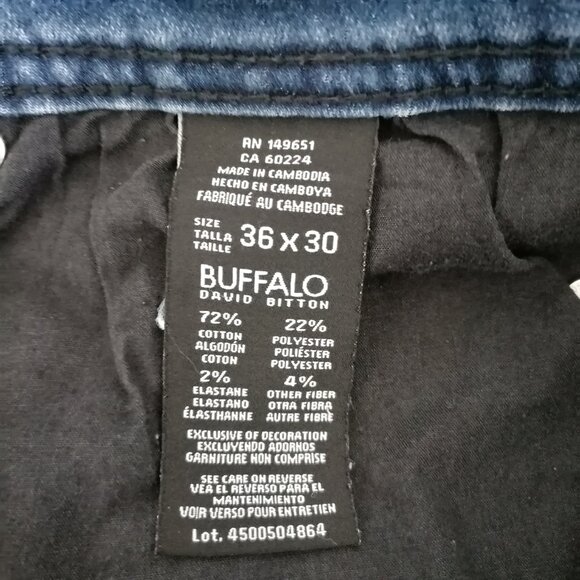 RN 149651
CA 60224
MADE IN CAMBODIA
HECHO EN CAMBOYA
FABRIQUÉ AU CAMBODGE
SIZE
TALLA
TAILLE
36 x 30
BUFFALO
DAVID BITTON
72%
COTTON
ALGODÓN
COTON
22%
POLYESTER
POLIÉSTER
POLYESTER
2%
ELASTANE
ELASTANO
ÉLASTHANNE
4%
OTHER FIBER
OTRA FIBRA
AUTRE FIBRE
EXCLUSIVE OF DECORATION
EXCLUYENDO ADORNOS
GARNITURE NON COMPRISE
SEE CARE ON REVERSE
VEA EL REVERSO PARA EL
MANTENIMIENTO
VOIR VERSO POUR ENTRETIEN
Lot. 4500504864